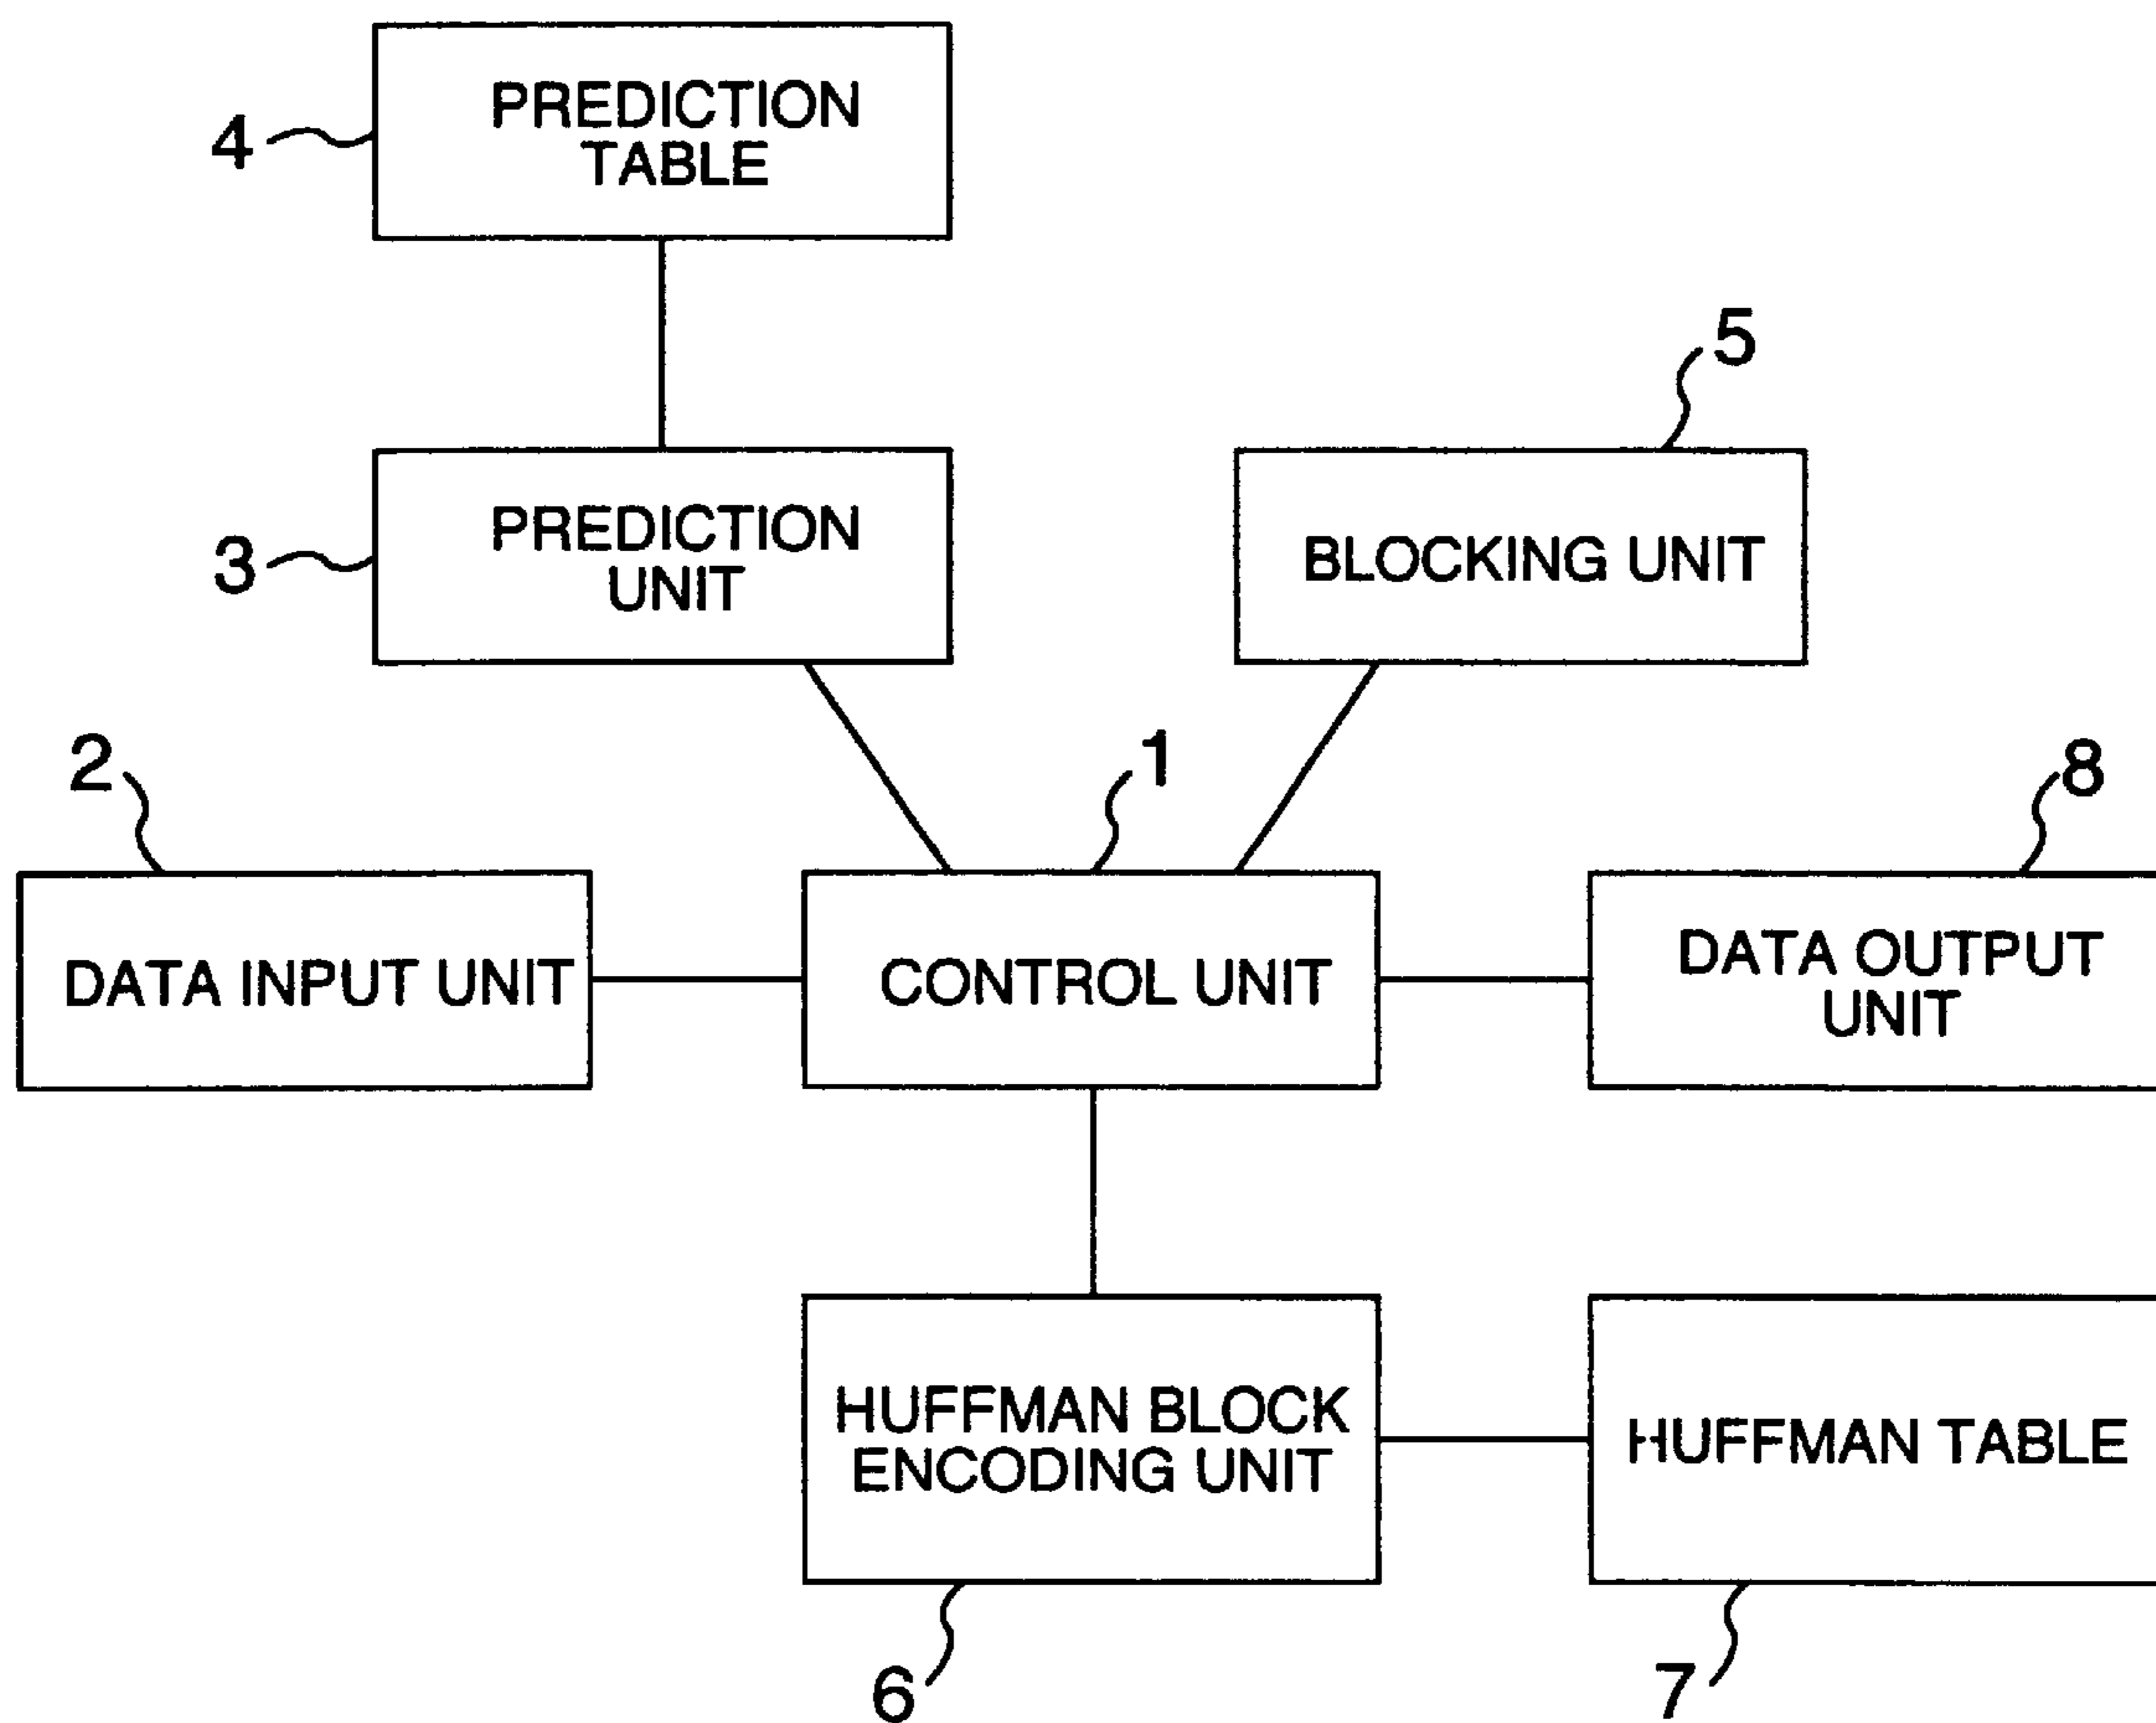 PREDICTION
TABLE
4
5
PREDICTION
UNIT
3
BLOCKING UNIT
2
1
8
DATA INPUT UNIT
CONTROL UNIT
DATA OUTPUT
UNIT
HUFFMAN BLOCK
ENCODING UNIT
HUFFMAN TABLE
6
7